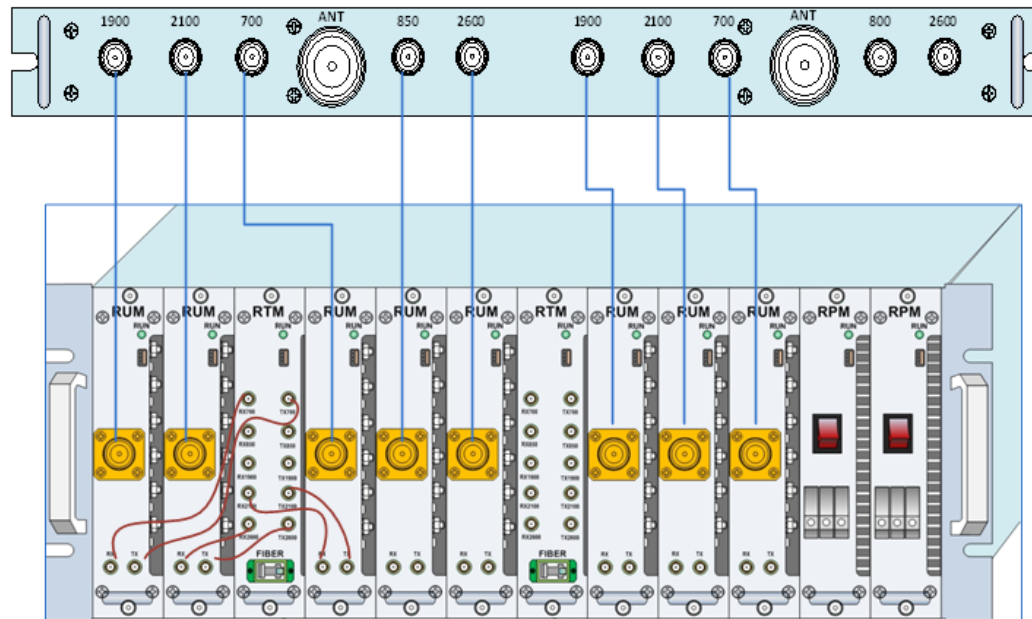 1900 2100 700 ANT 850 2600 1900 2100 700 ANT 800 2600
RUM RUM RTM RUM RUM RUM RTM RUM RUM RUM RPM RPM
RUN RUN RUN RUN RUN RUN RUN RUN RUN RUN RUN RUN
RX700 TX700 RX700 TX700
RX850 TX850 RX850 TX850
RX1900 TX1900 RX1900 TX1900
RX2100 TX2100 RX2100 TX2100
RX2600 TX2600 RX2600 TX2600
RX TX RX TX FIBER RX TX RX TX RX TX FIBER RX TX RX TX RX TX